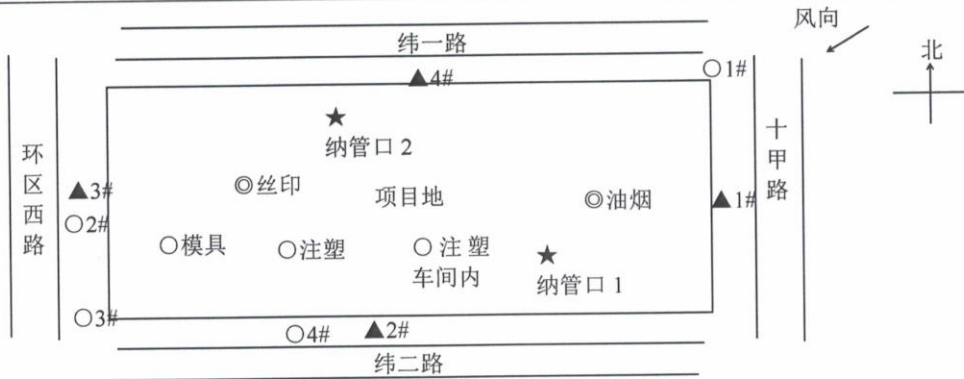 风向
纬一路
北
○1#
▲4#
★
纳管口 2
十甲路
环区西路
◎丝印
项目地
◎油烟
▲3#
▲1#
○2#
○模具
○注塑
○ 注 塑
车间内
★
纳管口 1
○3#
○4#
▲2#
纬二路